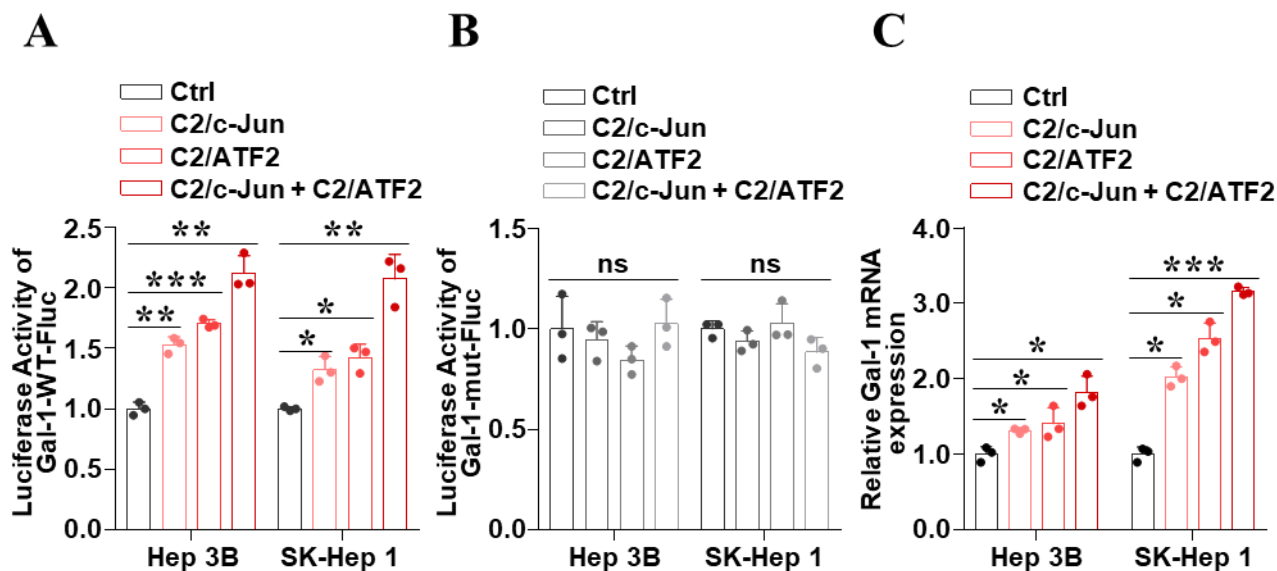 A
Ctrl
C2/c-Jun
C2/ATF2
C2/c-Jun + C2/ATF2
Luciferase Activity of
Gal-1-WT-Fluc
2.5
2.0
1.5
1.0
0.5
0.0
**
***
**
**
*
*
Hep 3B
SK-Hep 1
B
Ctrl
C2/c-Jun
C2/ATF2
C2/c-Jun + C2/ATF2
Luciferase Activity of
Gal-1-mut-Fluc
1.5
1.0
0.5
0.0
ns
ns
Hep 3B
SK-Hep 1
C
Ctrl
C2/c-Jun
C2/ATF2
C2/c-Jun + C2/ATF2
Relative Gal-1 mRNA
expression
4.0
3.0
2.0
1.0
0.0
*
*
*
***
*
*
Hep 3B
SK-Hep 1